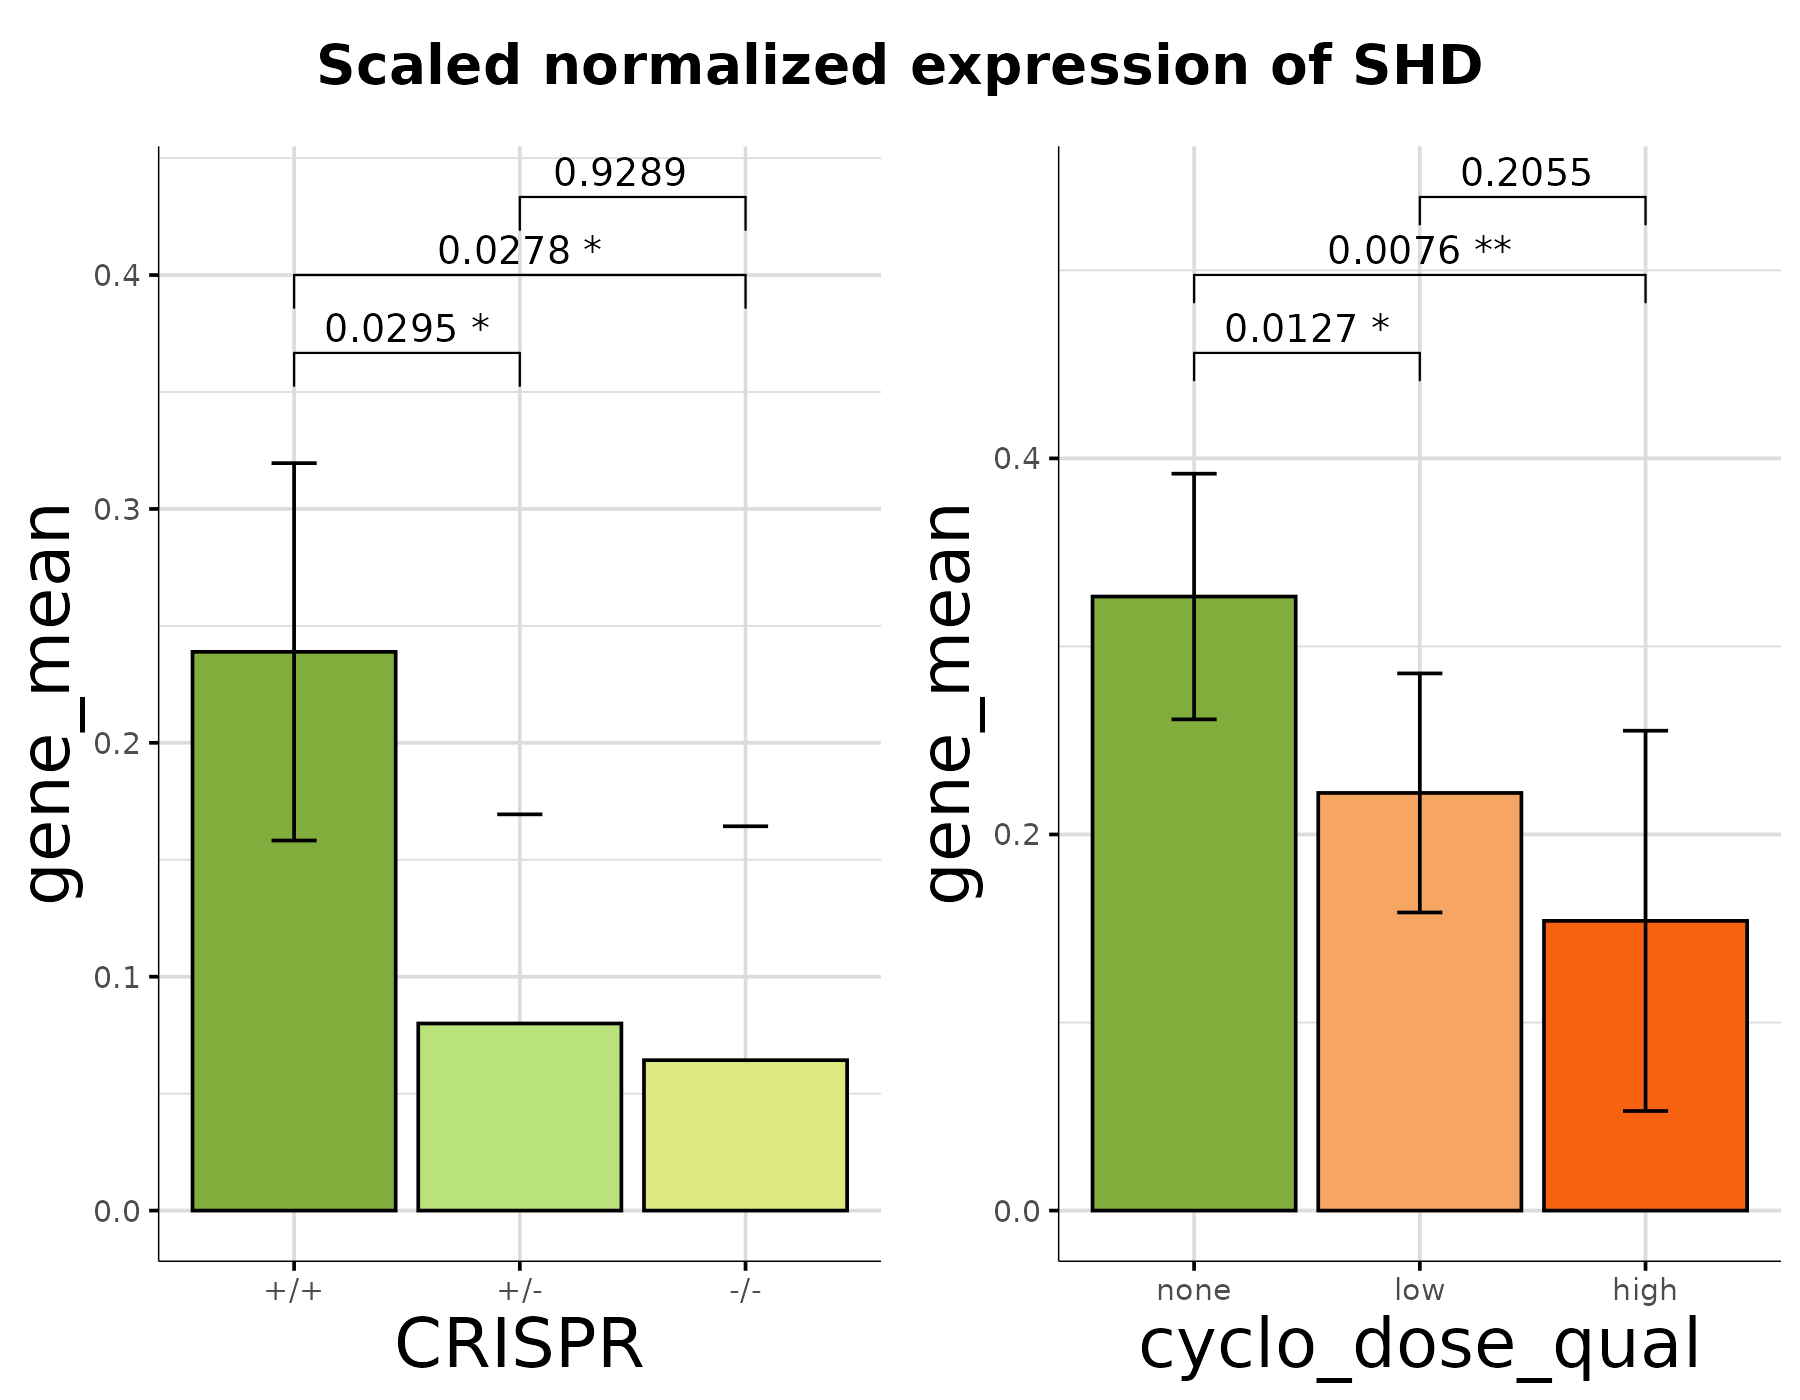 Scaled normalized expression of SHD
gene_mean
0.4
0.3
0.2
0.1
0.0
0.9289
0.0278 *
0.0295 *
+/+ +/- -/-
CRISPR
gene_mean
0.4
0.2
0.0
0.2055
0.0076 **
0.0127 *
none low high
cyclo_dose_qual